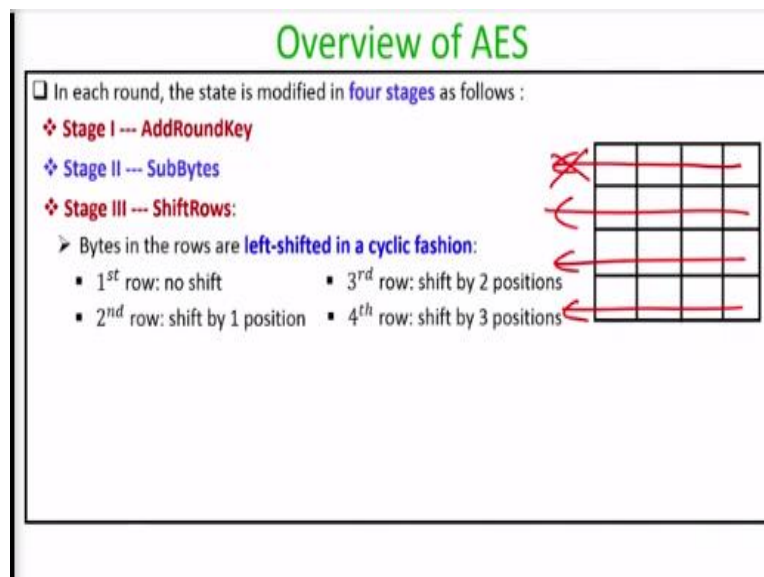 Overview of AES
❑ In each round, the state is modified in four stages as follows :
❖ Stage I --- AddRoundKey
❖ Stage II --- SubBytes
❖ Stage III --- ShiftRows:
➤ Bytes in the rows are left-shifted in a cyclic fashion:
▪ 1st row: no shift ▪ 3rd row: shift by 2 positions
▪ 2nd row: shift by 1 position ▪ 4th row: shift by 3 positions